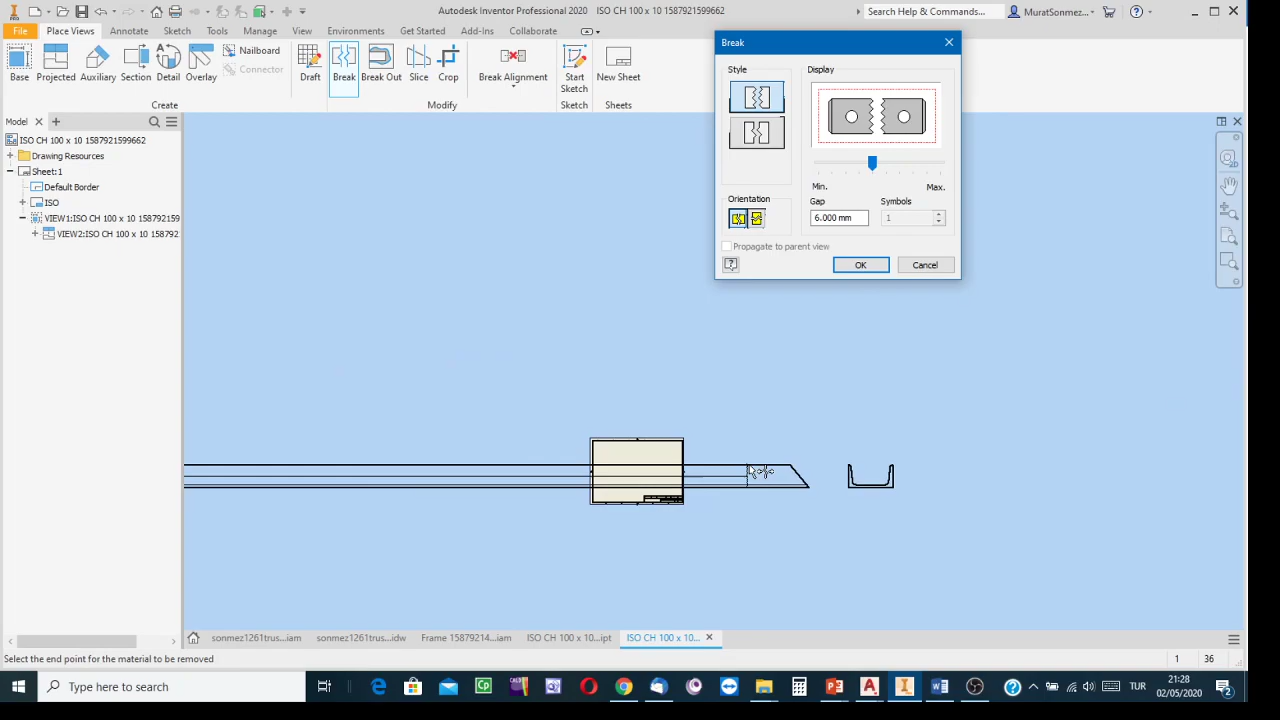 Autodesk Inventor Professional 2020 ISO CH 100 x 10 1587921599662
Search Help & Commands...
MuratSonmez...
File
Place Views
Annotate
Sketch
Tools
Manage
View
Environments
Get Started
Add-Ins
Collaborate
Base
Projected
Auxiliary
Section
Detail
Overlay
Nailboard
Connector
Draft
Break
Break Out
Slice
Crop
Break Alignment
Start
Sketch
New Sheet
Create
Modify
Sketch
Sheets
Model
ISO CH 100 x 10 1587921599662
Drawing Resources
Sheet:1
Default Border
ISO
VIEW1:ISO CH 100 x 10 158792159
VIEW2:ISO CH 100 x 10 1587921
Break
Style
Display
Min.
Max.
Orientation
Gap
Symbols
6.000 mm
1
Propagate to parent view
OK
Cancel
sonmez1261trus...iam
sonmez1261trus...idw
Frame 15879214...iam
ISO CH 100 x 10...ipt
ISO CH 100 x 10...
Select the end point for the material to be removed
1
36
Type here to search
TUR
21:28
02/05/2020
2